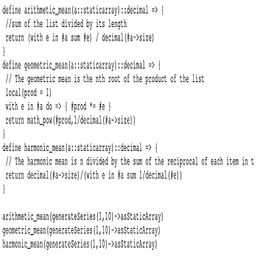 define arithmetic_mean(a::staticarray)::decimal => {
//sum of the list divided by its length
return (with e in #a sum #e) / decimal(#a->size)
}
define geometric_mean(a::staticarray)::decimal => {
// The geometric mean is the nth root of the product of the list
local(prod = 1)
with e in #a do => { #prod *= #e }
return math_pow(#prod,1/decimal(#a->size))
}
define harmonic_mean(a::staticarray)::decimal => {
// The harmonic mean is n divided by the sum of the reciprocal of each item in t
return decimal(#a->size)/(with e in #a sum 1/decimal(#e))
}
arithmetic_mean(generateSeries(1,10)->asStaticArray)
geometric_mean(generateSeries(1,10)->asStaticArray)
harmonic_mean(generateSeries(1,10)->asStaticArray)